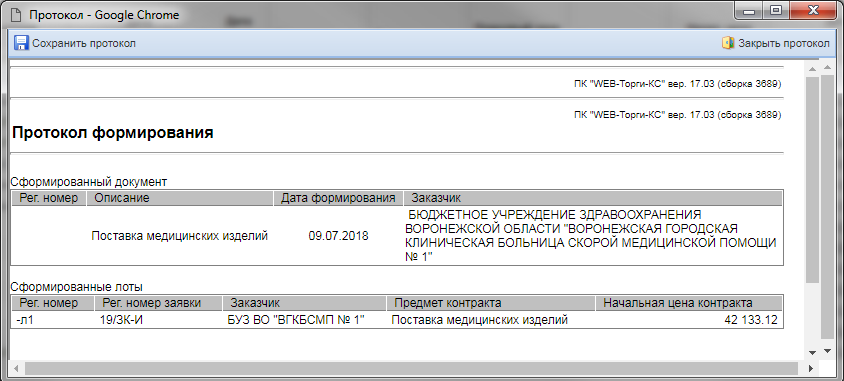 Протокол - Google Chrome
Сохранить протокол
Закрыть протокол
ПК "WEB-Торги-КС" вер. 17.03 (сборка 3689)
ПК "WEB-Торги-КС" вер. 17.03 (сборка 3689)
Протокол формирования
Сформированный документ
Рег. номер Описание Дата формирования Заказчик
Поставка медицинских изделий 09.07.2018 БЮДЖЕТНОЕ УЧРЕЖДЕНИЕ ЗДРАВООХРАНЕНИЯ
ВОРОНЕЖСКОЙ ОБЛАСТИ "ВОРОНЕЖСКАЯ ГОРОДСКАЯ
КЛИНИЧЕСКАЯ БОЛЬНИЦА СКОРОЙ МЕДИЦИНСКОЙ ПОМОЩИ
№ 1"
Сформированные лоты
Рег. номер Рег. номер заявки Заказчик Предмет контракта Начальная цена контракта
-л1 19/ЗК-И БУЗ ВО "ВГКБСМП № 1" Поставка медицинских изделий 42 133.12